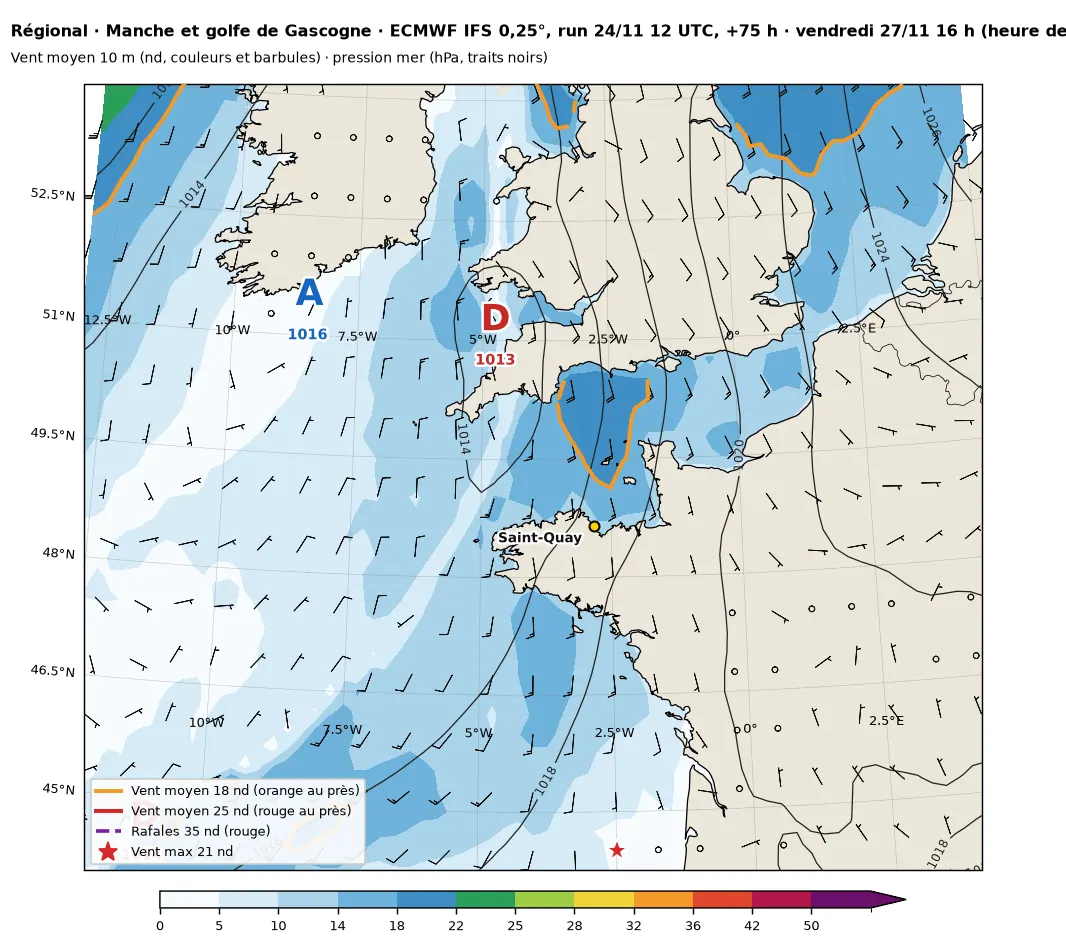 Régional · Manche et golfe de Gascogne · ECMWF IFS 0,25°, run 24/11 12 UTC, +75 h · vendredi 27/11 16 h (heure de
Vent moyen 10 m (nd, couleurs et barbules) · pression mer (hPa, traits noirs)
10
1026
52.5°N
1014
1024
A
1016
D
1013
51°N
12.5°W
10°W
7.5°W
5°W
2.5°W
0°
2.5°E
49.5°N
1014
1020
48°N
Saint-Quay
46.5°N
10°W
7.5°W
5°W
2.5°W
0°
2.5°E
45°N
1018
1018
Vent moyen 18 nd (orange au près)
Vent moyen 25 nd (rouge au près)
Rafales 35 nd (rouge)
Vent max 21 nd
0 5 10 14 18 22 25 28 32 36 42 50